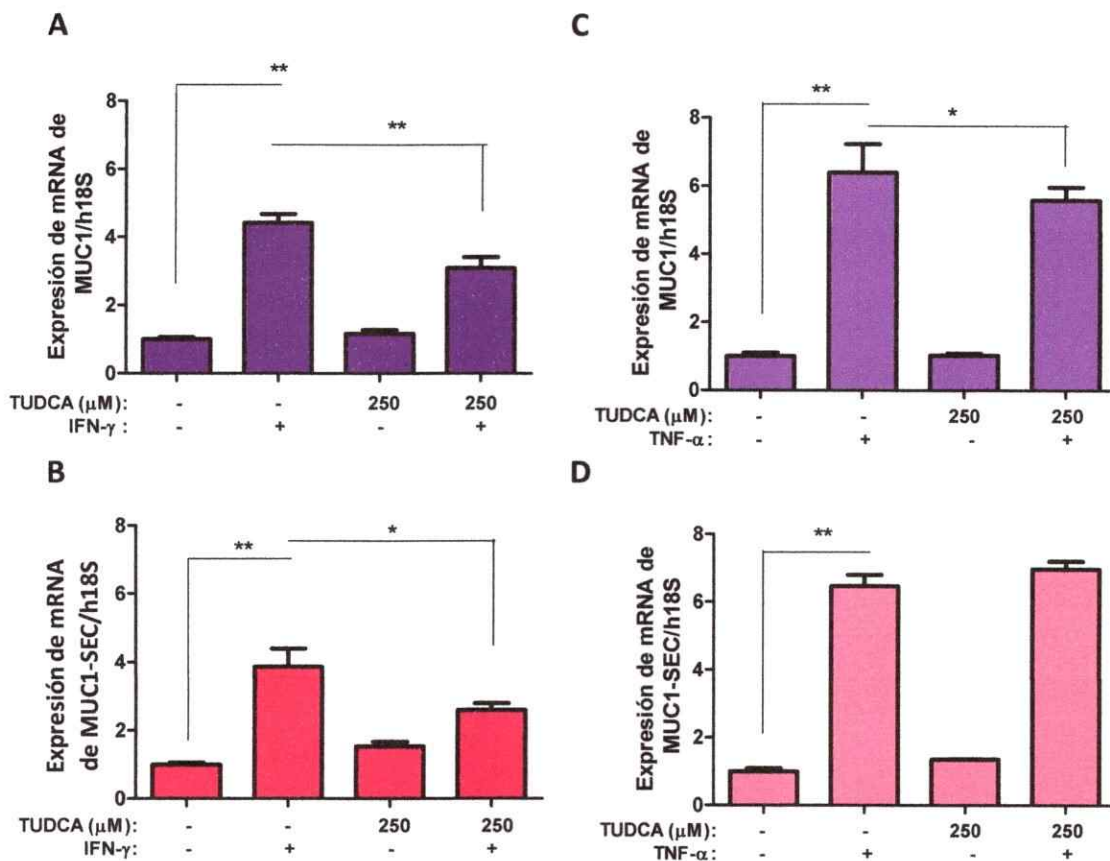 A
Expresión de mRNA de
MUC1/h18S
8
6
4
2
0
**
**
TUDCA (µM): - - 250 250
IFN-γ : - + - +
C
Expresión de mRNA de
MUC1/h18S
8
6
4
2
0
**
*
TUDCA (µM): - - 250 250
TNF-α : - + - +
B
Expresión de mRNA
de MUC1-SEC/h18S
8
6
4
2
0
**
*
TUDCA (µM): - - 250 250
IFN-γ : - + - +
D
Expresión de mRNA de
MUC1-SEC/h18S
8
6
4
2
0
**
TUDCA (µM): - - 250 250
TNF-α : - + - +